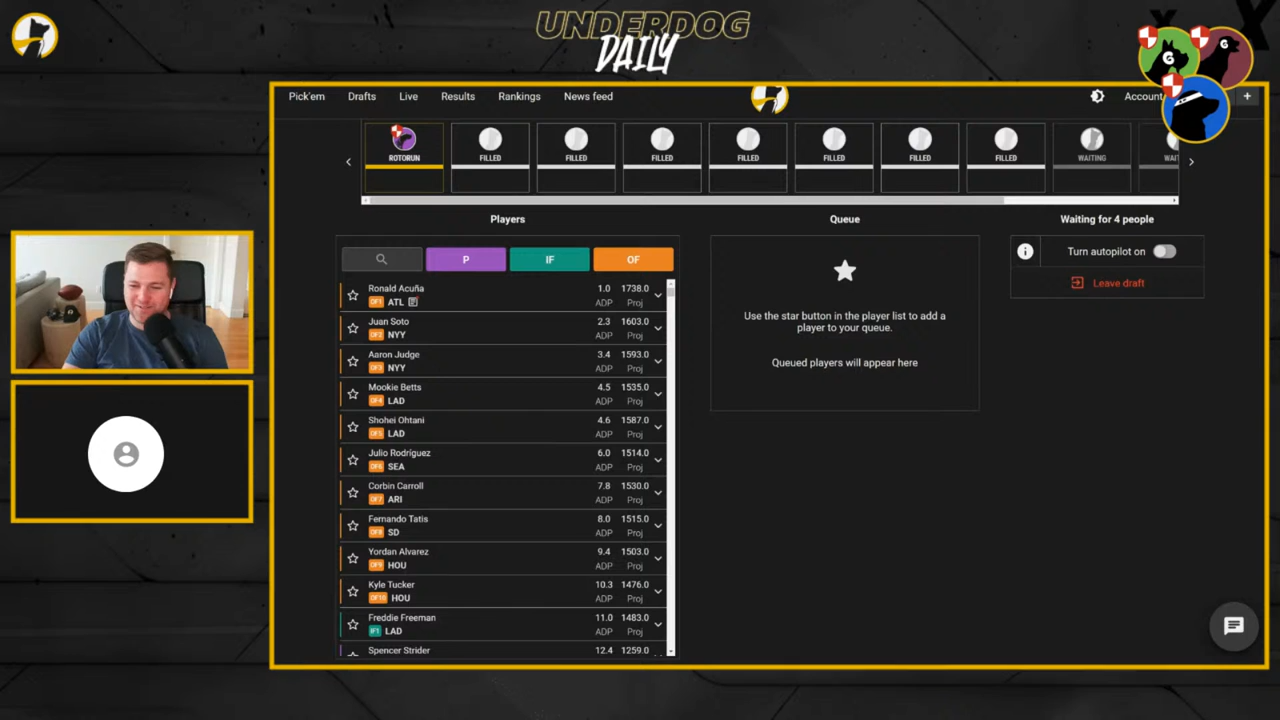 UNDERDOG
DAILY
Pick'em Drafts Live Results Rankings News feed Account +
ROTORUN FILLED FILLED FILLED FILLED FILLED FILLED FILLED WAITING
Players Queue Waiting for 4 people
P IF OF
Turn autopilot on
Leave draft
Use the star button in the player list to add a
player to your queue.
Queued players will appear here
Ronald Acuña 1.0 1738.0
OF1 ATL ADP Proj
Juan Soto 2.3 1603.0
OF2 NYY ADP Proj
Aaron Judge 3.4 1593.0
OF3 NYY ADP Proj
Mookie Betts 4.5 1535.0
OF4 LAD ADP Proj
Shohei Ohtani 4.6 1587.0
OF5 LAD ADP Proj
Julio Rodríguez 6.0 1514.0
OF6 SEA ADP Proj
Corbin Carroll 7.8 1530.0
OF7 ARI ADP Proj
Fernando Tatis 8.0 1515.0
OF8 SD ADP Proj
Yordan Alvarez 9.4 1503.0
OF9 HOU ADP Proj
Kyle Tucker 10.3 1476.0
OF10 HOU ADP Proj
Freddie Freeman 11.0 1483.0
IF1 LAD ADP Proj
Spencer Strider 12.4 1259.0